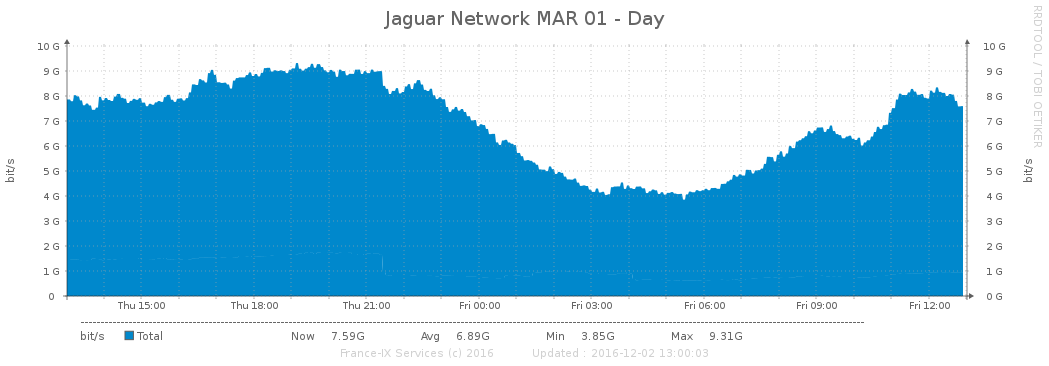 Jaguar Network MAR 01 - Day
RRDTOOL / TOBI OETIKER
10 G 10 G
9 G 9 G
8 G 8 G
7 G 7 G
6 G 6 G
5 G 5 G
4 G 4 G
3 G 3 G
2 G 2 G
1 G 1 G
0 0 G
bit/s
bit/s
Thu 15:00 Thu 18:00 Thu 21:00 Fri 00:00 Fri 03:00 Fri 06:00 Fri 09:00 Fri 12:00
bit/s Total Now 7.59G Avg 6.89G Min 3.85G Max 9.31G
France-IX Services (c) 2016 Updated : 2016-12-02 13:00:03